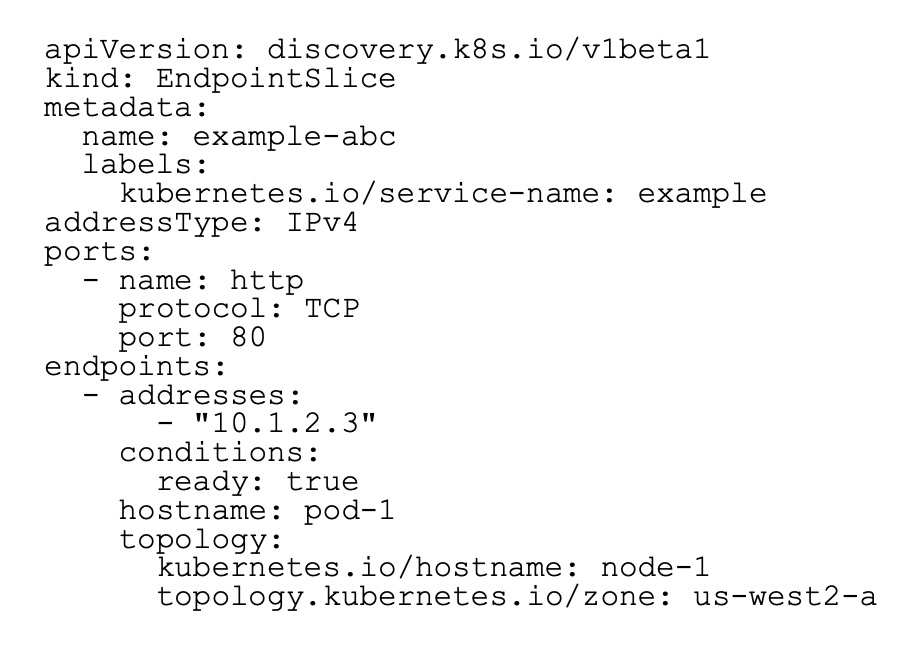 apiVersion: discovery.k8s.io/v1beta1
kind: EndpointSlice
metadata:
  name: example-abc
  labels:
    kubernetes.io/service-name: example
addressType: IPv4
ports:
  - name: http
    protocol: TCP
    port: 80
endpoints:
  - addresses:
      - "10.1.2.3"
    conditions:
      ready: true
    hostname: pod-1
    topology:
      kubernetes.io/hostname: node-1
      topology.kubernetes.io/zone: us-west2-a